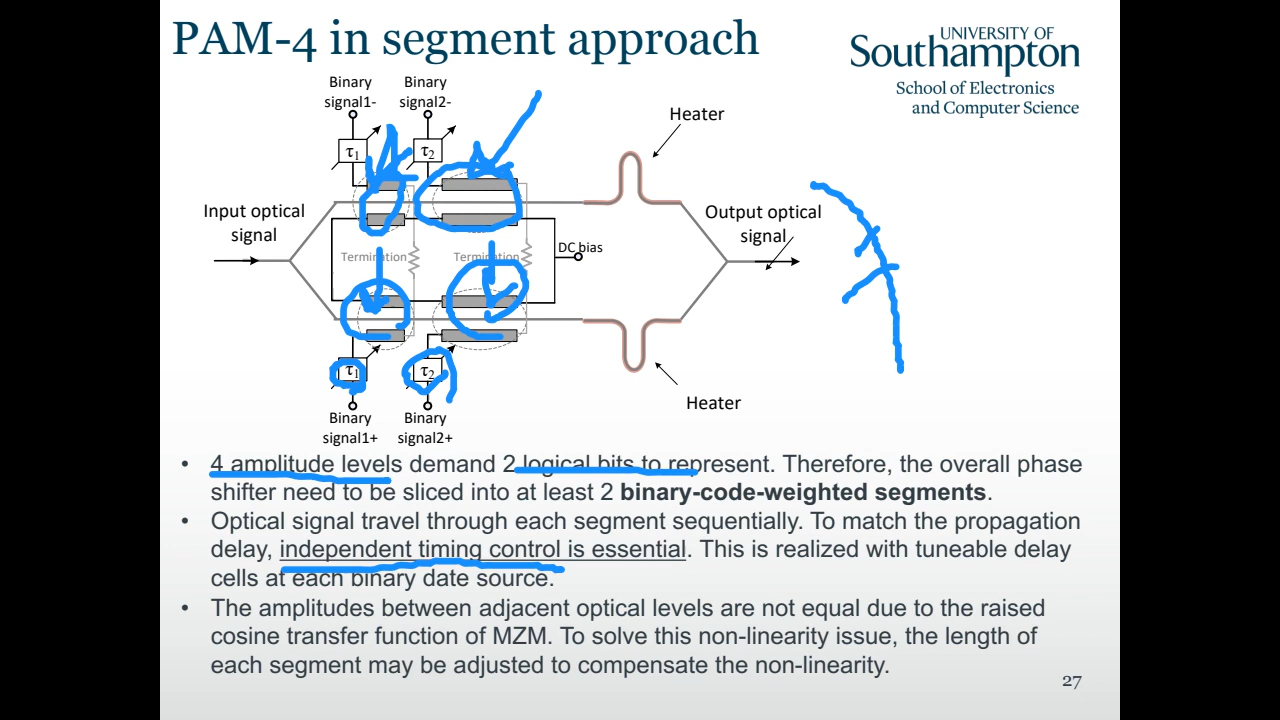 PAM-4 in segment approach
UNIVERSITY OF
Southampton
School of Electronics
and Computer Science
Binary
signal1-
Binary
signal2-
τ1
τ2
Heater
Input optical
signal
Output optical
signal
Termination
Termination
DC bias
τ1
τ2
Heater
Binary
signal1+
Binary
signal2+
• 4 amplitude levels demand 2 logical bits to represent. Therefore, the overall phase
shifter need to be sliced into at least 2 binary-code-weighted segments.
• Optical signal travel through each segment sequentially. To match the propagation
delay, independent timing control is essential. This is realized with tuneable delay
cells at each binary date source.
• The amplitudes between adjacent optical levels are not equal due to the raised
cosine transfer function of MZM. To solve this non-linearity issue, the length of
each segment may be adjusted to compensate the non-linearity.
27